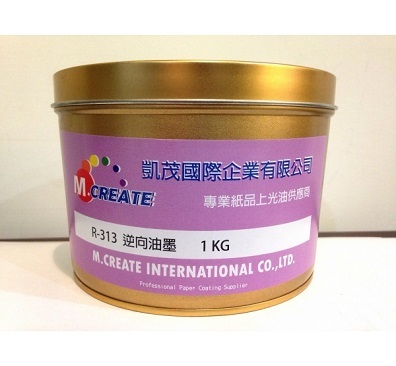 凱茂國際企業有限公司
M.CREATE
專業紙品上光油供應商
R-313 逆向油墨 1 KG
M.CREATE INTERNATIONAL CO.,LTD.
Professional Paper Coating Supplier